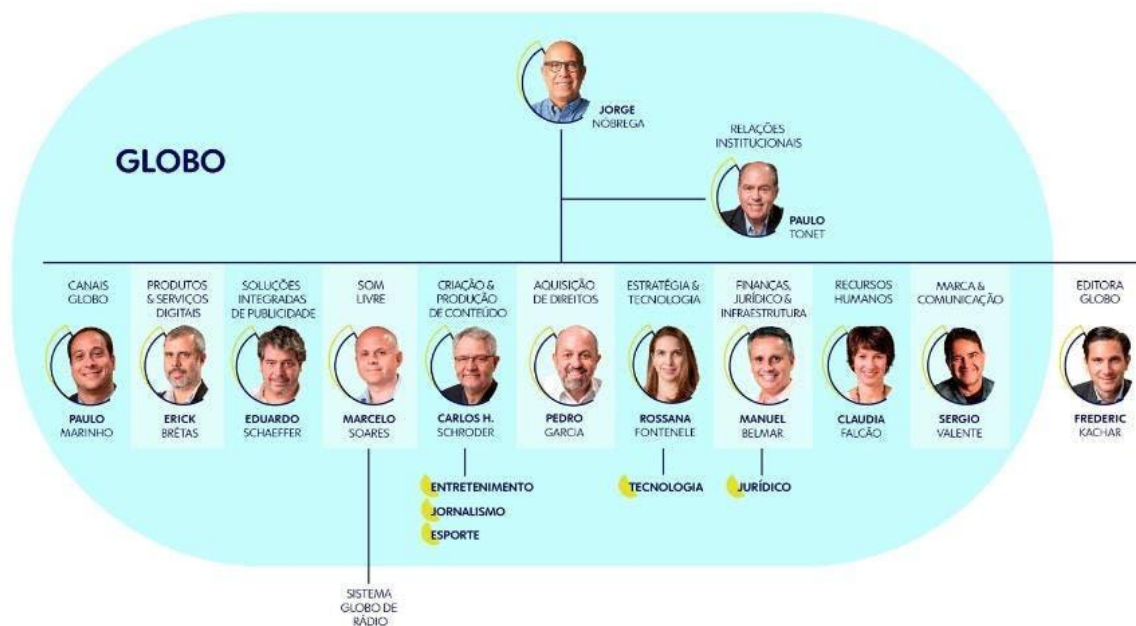 JORGE
NÓBREGA
RELAÇÕES
INSTITUCIONAIS
GLOBO
PAULO
TONET
CANAIS
GLOBO
PAULO
MARINHO
PRODUTOS
& SERVIÇOS
DIGITAIS
ERICK
BRÊTAS
SOLUÇÕES
INTEGRADAS
DE PUBLICIDADE
EDUARDO
SCHAEFFER
SOM
LIVRE
MARCELO
SOARES
SISTEMA
GLOBO DE
RÁDIO
CRIAÇÃO &
PRODUÇÃO
DE CONTEÚDO
CARLOS H.
SCHRODER
ENTRETENIMENTO
JORNALISMO
ESPORTE
AQUISIÇÃO
DE DIREITOS
PEDRO
GARCIA
ESTRATÉGIA &
TECNOLOGIA
ROSSANA
FONTENELE
TECNOLOGIA
FINANÇAS,
JURÍDICO &
INFRAESTRUTURA
MANUEL
BELMAR
JURÍDICO
RECURSOS
HUMANOS
CLAUDIA
FALCÃO
MARCA &
COMUNICAÇÃO
SERGIO
VALENTE
EDITORA
GLOBO
FREDERIC
KACHAR